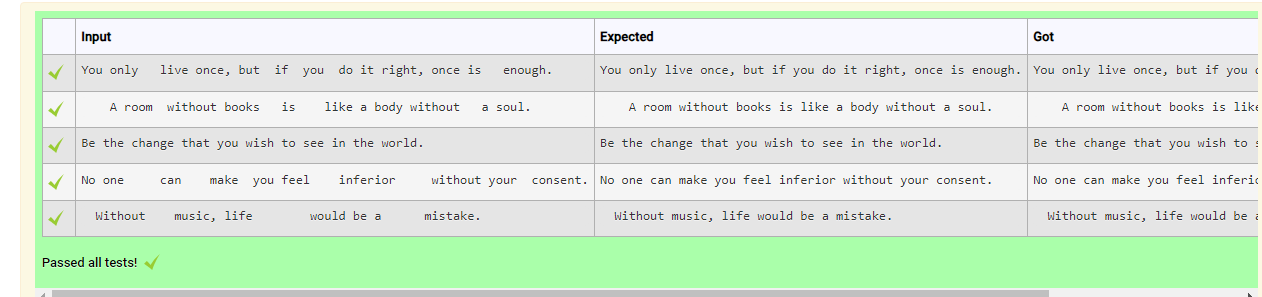 Input Expected Got
You only   live once, but  if  you  do it right, once is   enough. You only live once, but if you do it right, once is enough. You only live once, but if you
    A room  without books   is    like a body without   a soul.     A room without books is like a body without a soul.     A room without books is like
Be the change that you wish to see in the world. Be the change that you wish to see in the world. Be the change that you wish to
No one     can    make  you feel    inferior     without your  consent. No one can make you feel inferior without your consent. No one can make you feel
  Without    music, life        would be a      mistake.   Without music, life would be a mistake.   Without music, life would be
Passed all tests!